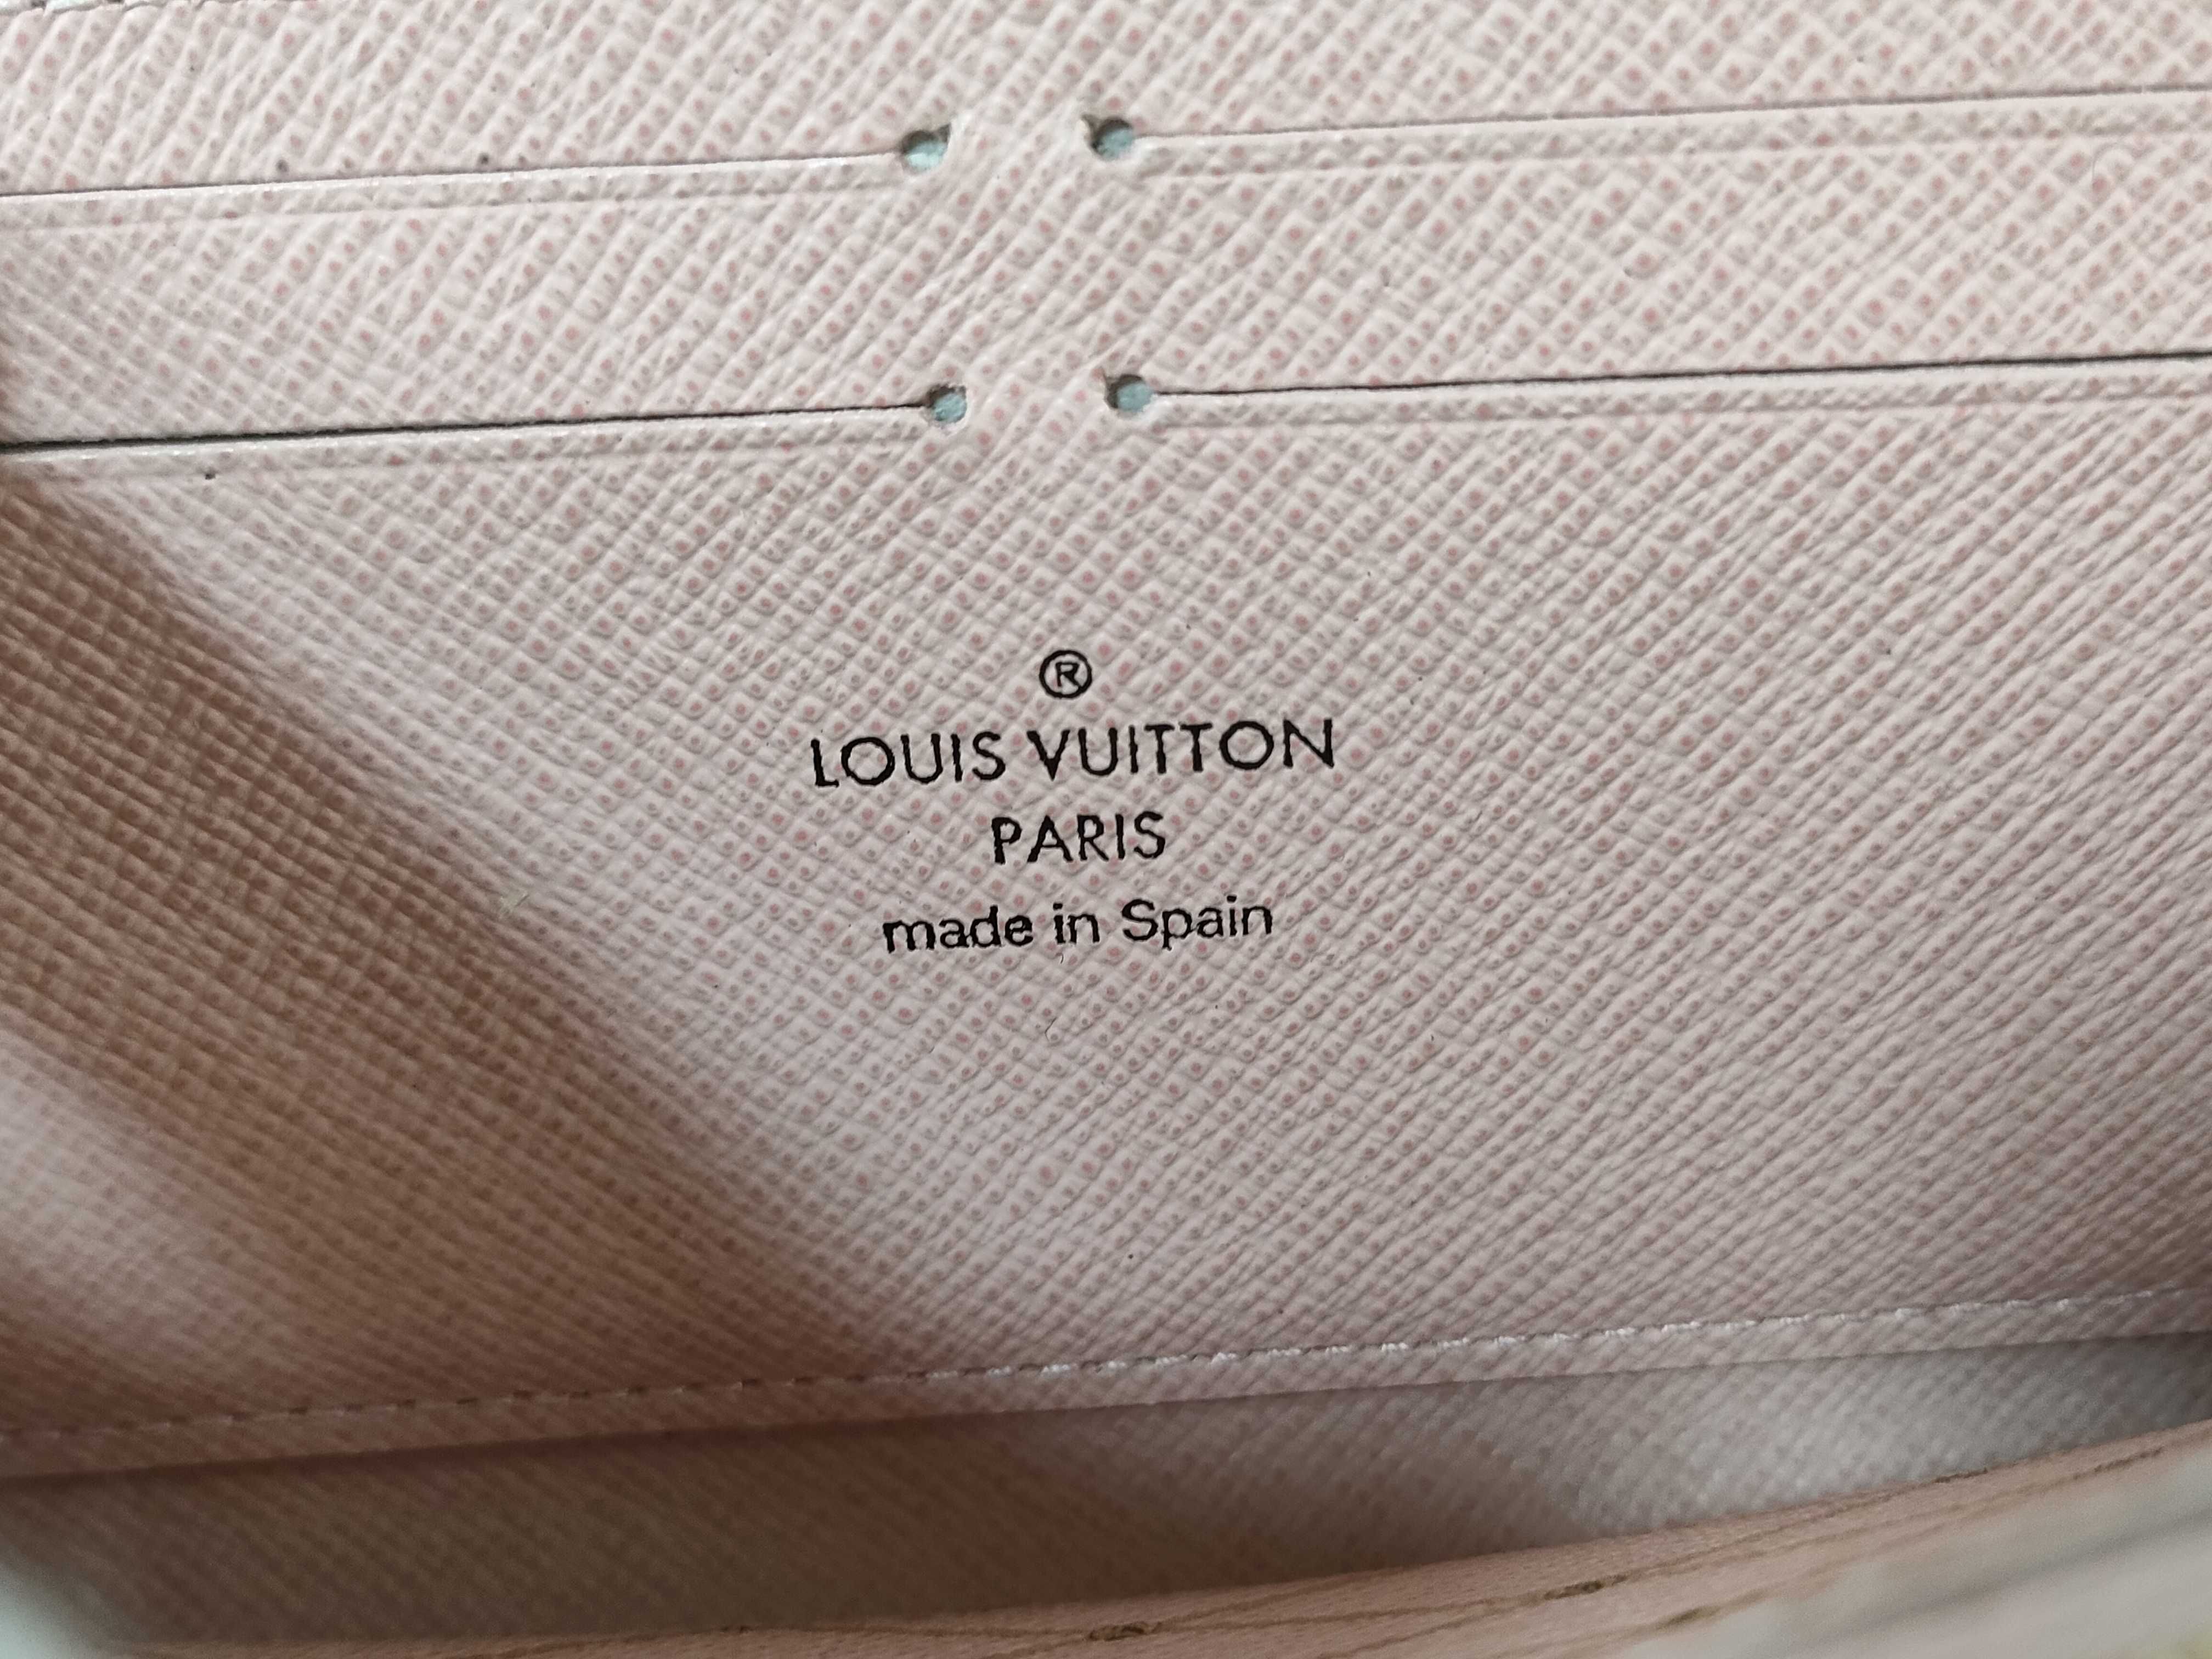 ®
LOUIS VUITTON
PARIS
made in Spain